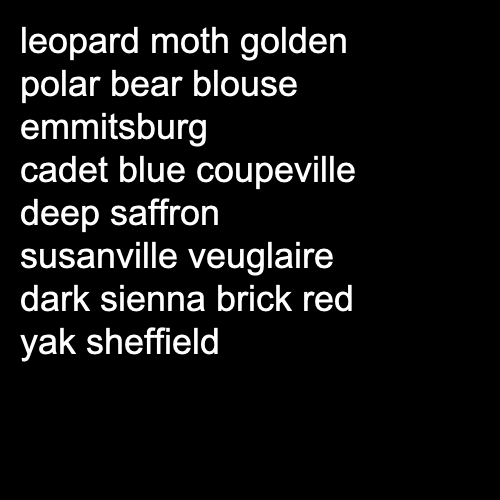 leopard moth golden
polar bear blouse
emmitsburg
cadet blue coupeville
deep saffron
susanville veuglaire
dark sienna brick red
yak sheffield